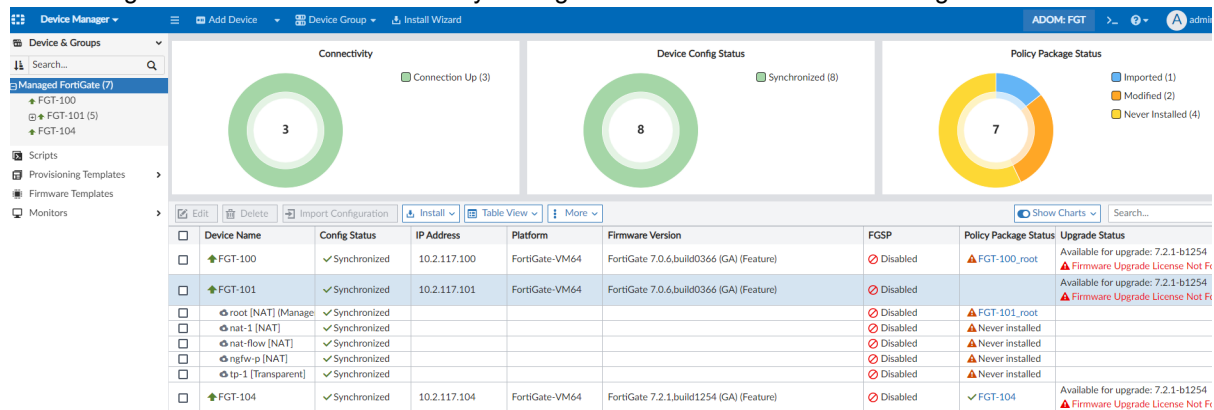 Device Manager
Add Device
Device Group
Install Wizard
ADOM: FGT
>_
?
A
Device & Groups
Search...
Managed FortiGate (7)
FGT-100
FGT-101 (5)
FGT-104
Scripts
Provisioning Templates
Firmware Templates
Monitors
Connectivity
3
Connection Up (3)
Device Config Status
8
Synchronized (8)
Policy Package Status
7
Imported (1)
Modified (2)
Never Installed (4)
Edit Delete Import Configuration Install Table View More Show Charts Search...
Device Name Config Status IP Address Platform Firmware Version FGSP Policy Package Status Upgrade Status
FGT-100 Synchronized 10.2.117.100 FortiGate-VM64 FortiGate 7.0.6,build0366 (GA) (Feature) Disabled FGT-100_root Available for upgrade: 7.2.1-b1254
Firmware Upgrade License Not
FGT-101 Synchronized 10.2.117.101 FortiGate-VM64 FortiGate 7.0.6,build0366 (GA) (Feature) Disabled Available for upgrade: 7.2.1-b1254
Firmware Upgrade License Not
root [NAT] (Manage Synchronized Disabled FGT-101_root
nat-1 [NAT] Synchronized Disabled Never installed
nat-flow [NAT] Synchronized Disabled Never installed
ngfw-p [NAT] Synchronized Disabled Never installed
tp-1 [Transparent] Synchronized Disabled Never installed
FGT-104 Synchronized 10.2.117.104 FortiGate-VM64 FortiGate 7.2.1,build1254 (GA) (Feature) Disabled FGT-104 Available for upgrade: 7.2.1-b1254
Firmware Upgrade License Not